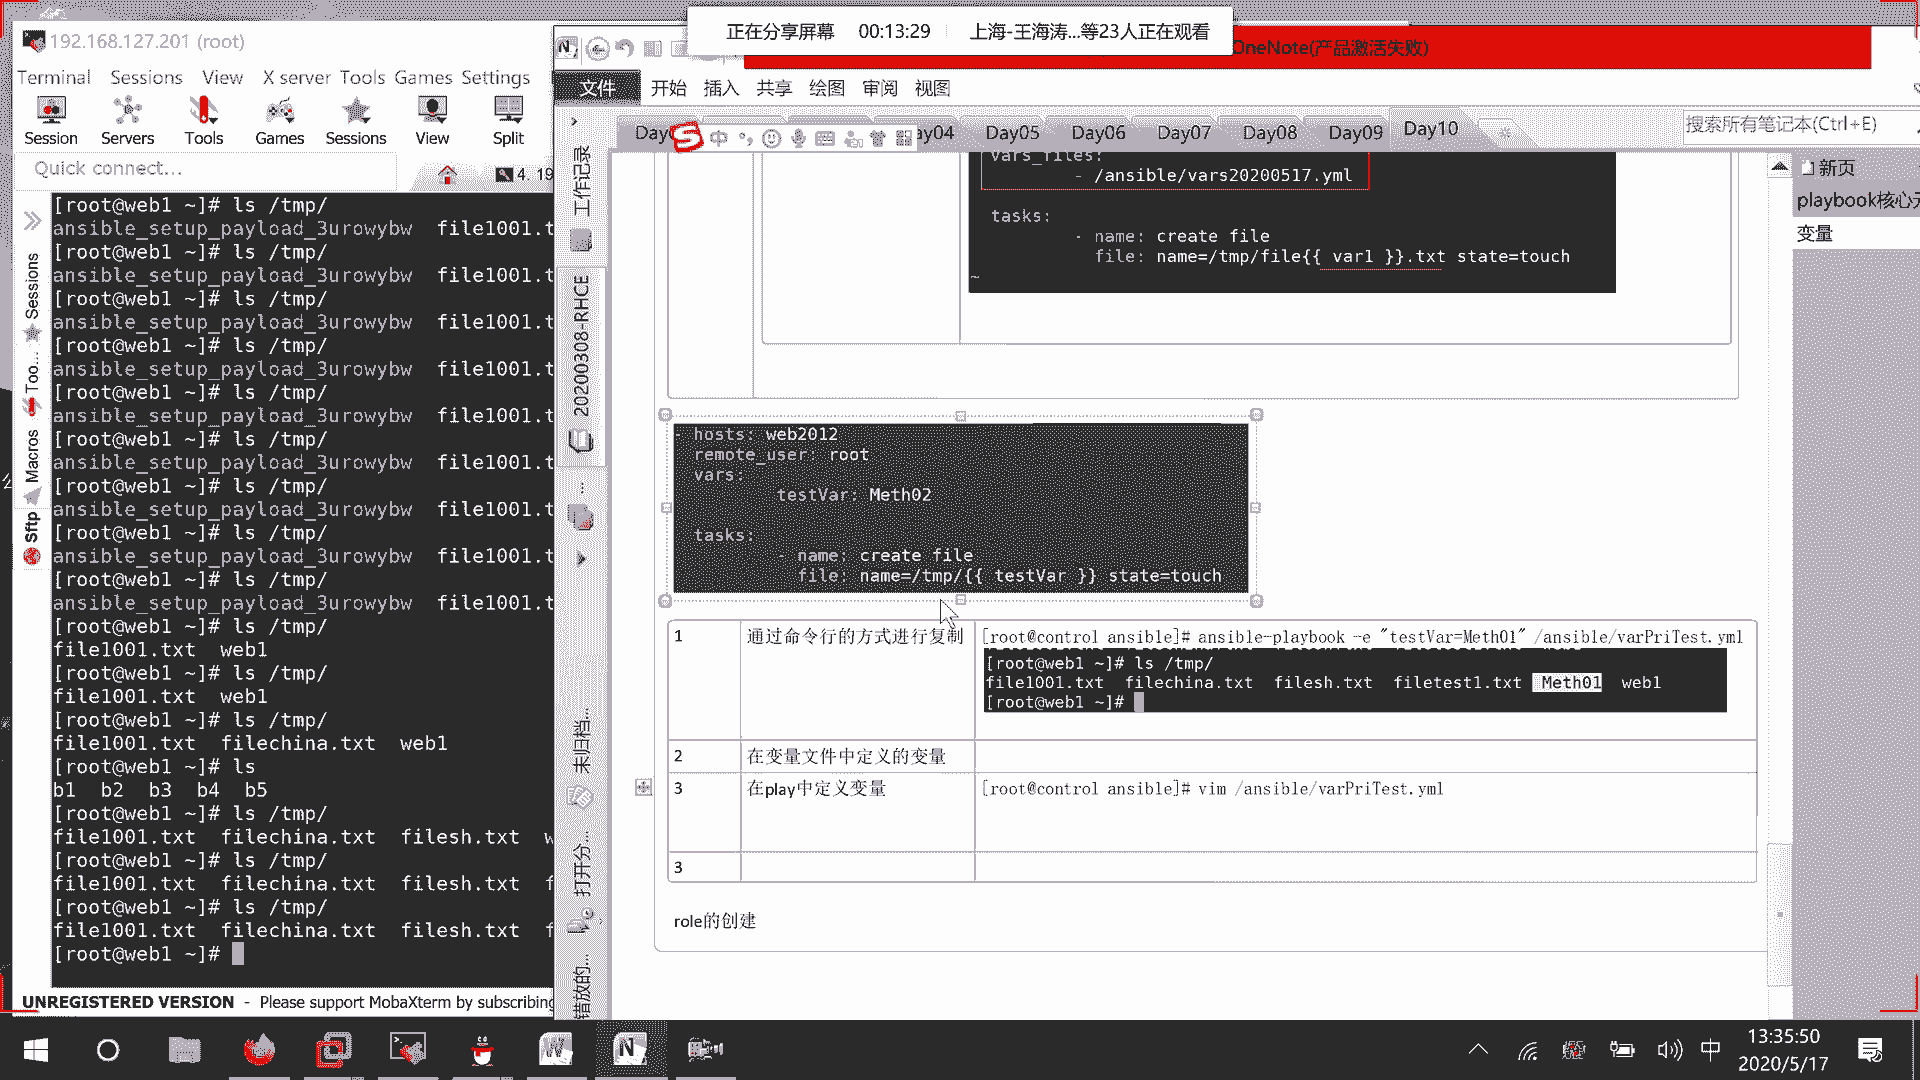 正在分享屏幕 00:13:29 上海-王海涛...等23人正在观看
192.168.127.201 (root)
OneNote(产品激活失败)
Terminal Sessions View X server Tools Games Settings
文件 开始 插入 共享 绘图 审阅 视图
Session Servers Tools Games Sessions View Split
Day04 Day05 Day06 Day07 Day08 Day09 Day10
搜索所有笔记本(Ctrl+E)
Quick connect...
4. 19
Sessions
Too...
Macros
Sftp
[root@web1 ~]# ls /tmp/
ansible_setup_payload_3urowybw file1001.t
[root@web1 ~]# ls /tmp/
ansible_setup_payload_3urowybw file1001.t
[root@web1 ~]# ls /tmp/
ansible_setup_payload_3urowybw file1001.t
[root@web1 ~]# ls /tmp/
ansible_setup_payload_3urowybw file1001.t
[root@web1 ~]# ls /tmp/
ansible_setup_payload_3urowybw file1001.t
[root@web1 ~]# ls /tmp/
ansible_setup_payload_3urowybw file1001.t
[root@web1 ~]# ls /tmp/
ansible_setup_payload_3urowybw file1001.t
[root@web1 ~]# ls /tmp/
ansible_setup_payload_3urowybw file1001.t
[root@web1 ~]# ls /tmp/
ansible_setup_payload_3urowybw file1001.t
[root@web1 ~]# ls /tmp/
file1001.txt web1
[root@web1 ~]# ls /tmp/
file1001.txt web1
[root@web1 ~]# ls /tmp/
file1001.txt filechina.txt web1
[root@web1 ~]# ls
b1 b2 b3 b4 b5
[root@web1 ~]# ls /tmp/
file1001.txt filechina.txt filesh.txt w
[root@web1 ~]# ls /tmp/
file1001.txt filechina.txt filesh.txt f
[root@web1 ~]# ls /tmp/
file1001.txt filechina.txt filesh.txt f
[root@web1 ~]#
UNREGISTERED VERSION - Please support MobaXterm by subscribing
工作记录
20200308-RHCE
...
未归档...
打开分...
错放的...
vars_files:
- /ansible/vars20200517.yml
tasks:
- name: create file
file: name=/tmp/file{{ var1 }}.txt state=touch
~
- hosts: web2012
remote_user: root
vars:
testVar: Meth02
tasks:
- name: create file
file: name=/tmp/{{ testVar }} state=touch
1 通过命令行的方式进行复制 [root@control ansible]# ansible-playbook -e "testVar=Meth01" /ansible/varPriTest.yml
[root@web1 ~]# ls /tmp/
file1001.txt filechina.txt filesh.txt filetest1.txt Meth01 web1
[root@web1 ~]#
2 在变量文件中定义的变量
3 在play中定义变量 [root@control ansible]# vim /ansible/varPriTest.yml
3
role的创建
新页
playbook核心元
变量
中
13:35:50
2020/5/17